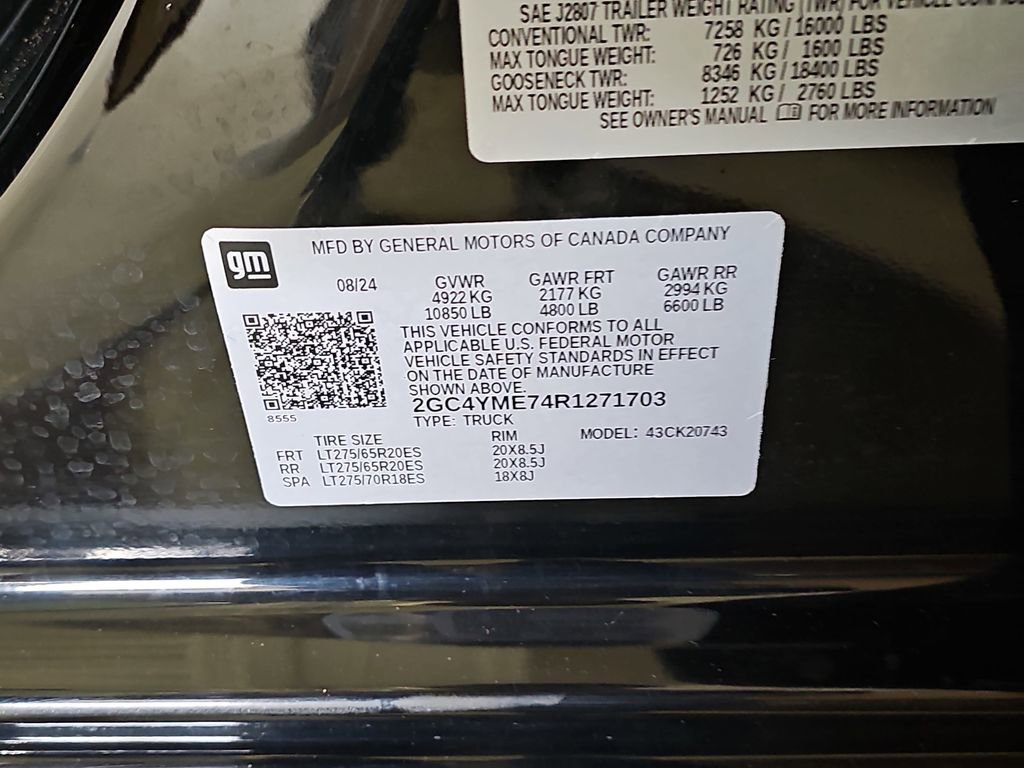 SAE J2807 TRAILER WEIGHT RATING (TWR) FOR VEHICLE
CONVENTIONAL TWR: 7258 KG / 16000 LBS
MAX TONGUE WEIGHT: 726 KG / 1600 LBS
GOOSENECK TWR: 8346 KG / 18400 LBS
MAX TONGUE WEIGHT: 1252 KG / 2760 LBS
SEE OWNER'S MANUAL FOR MORE INFORMATION
gm
MFD BY GENERAL MOTORS OF CANADA COMPANY
08/24 GVWR GAWR FRT GAWR RR
4922 KG 2177 KG 2994 KG
10850 LB 4800 LB 6600 LB
THIS VEHICLE CONFORMS TO ALL
APPLICABLE U.S. FEDERAL MOTOR
VEHICLE SAFETY STANDARDS IN EFFECT
ON THE DATE OF MANUFACTURE
SHOWN ABOVE.
2GC4YME74R1271703
8555
TYPE: TRUCK
TIRE SIZE RIM MODEL: 43CK20743
FRT LT275/65R20ES 20X8.5J
RR LT275/65R20ES 20X8.5J
SPA LT275/70R18ES 18X8J